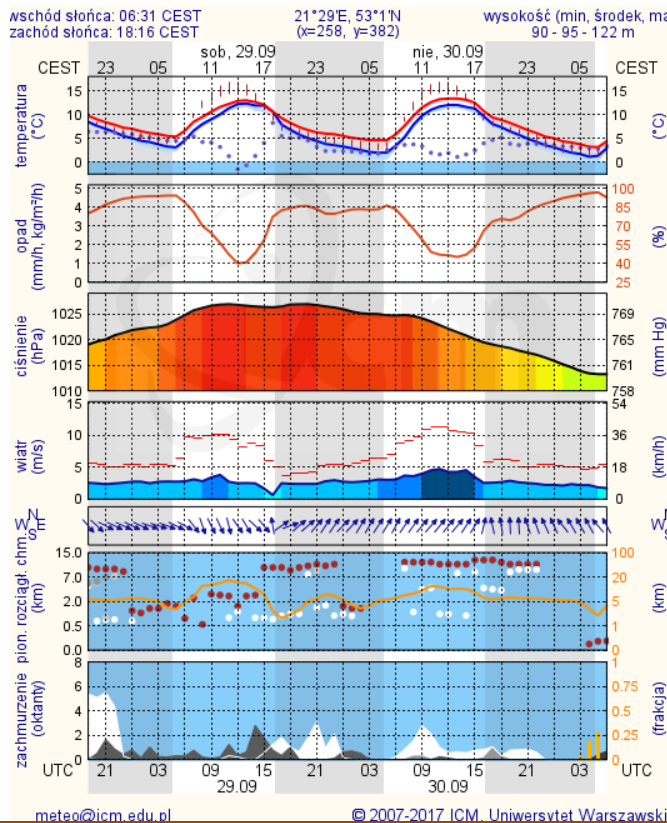 wschód słońca: 06:31 CEST 21°29'E, 53°1'N wysokość (min, środek, ma
zachód słońca: 18:16 CEST (x=258, y=382) 90 - 95 - 122 m
sob, 29.09 nie, 30.09
CEST 23 05 11 17 23 05 11 17 23 05 CEST
temperatura
(°C)
15 15
10 10
5 5
0 0
opad
(mm/h, kg/m²/h)
5 100
4 85
3 70
2 55
1 40
0 25
(%)
ciśnienie
(hPa)
1025 769
1020 765
1015 761
1010 758
(mm Hg)
wiatr
(m/s)
15 54
10 36
5 18
0 0
(km/h)
N W E S N W E S
pion. rozciągł. chm.
(km)
15.0 100
7.0 20
2.0 5
0.5 1
0.0 0
(km)
zachmurzenie
(oktanty)
8 1
6 0.75
4 0.5
2 0.25
0 0
(frakcja)
UTC 21 03 09 15 21 03 09 15 21 03 UTC
29.09 30.09
meteo@icm.edu.pl © 2007-2017 ICM, Uniwersytet Warszawski